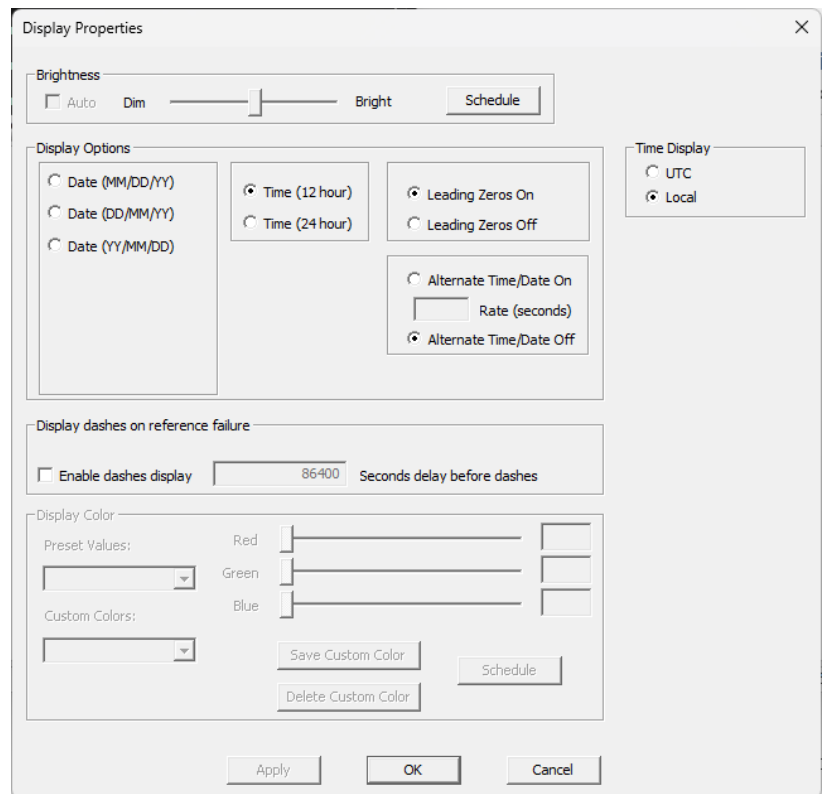 Display Properties
Brightness
Auto Dim Bright Schedule
Display Options
Date (MM/DD/YY)
Date (DD/MM/YY)
Date (YY/MM/DD)
Time (12 hour)
Time (24 hour)
Leading Zeros On
Leading Zeros Off
Alternate Time/Date On
Rate (seconds)
Alternate Time/Date Off
Time Display
UTC
Local
Display dashes on reference failure
Enable dashes display 86400 Seconds delay before dashes
Display Color
Preset Values:
Custom Colors:
Red
Green
Blue
Save Custom Color
Delete Custom Color
Schedule
Apply OK Cancel